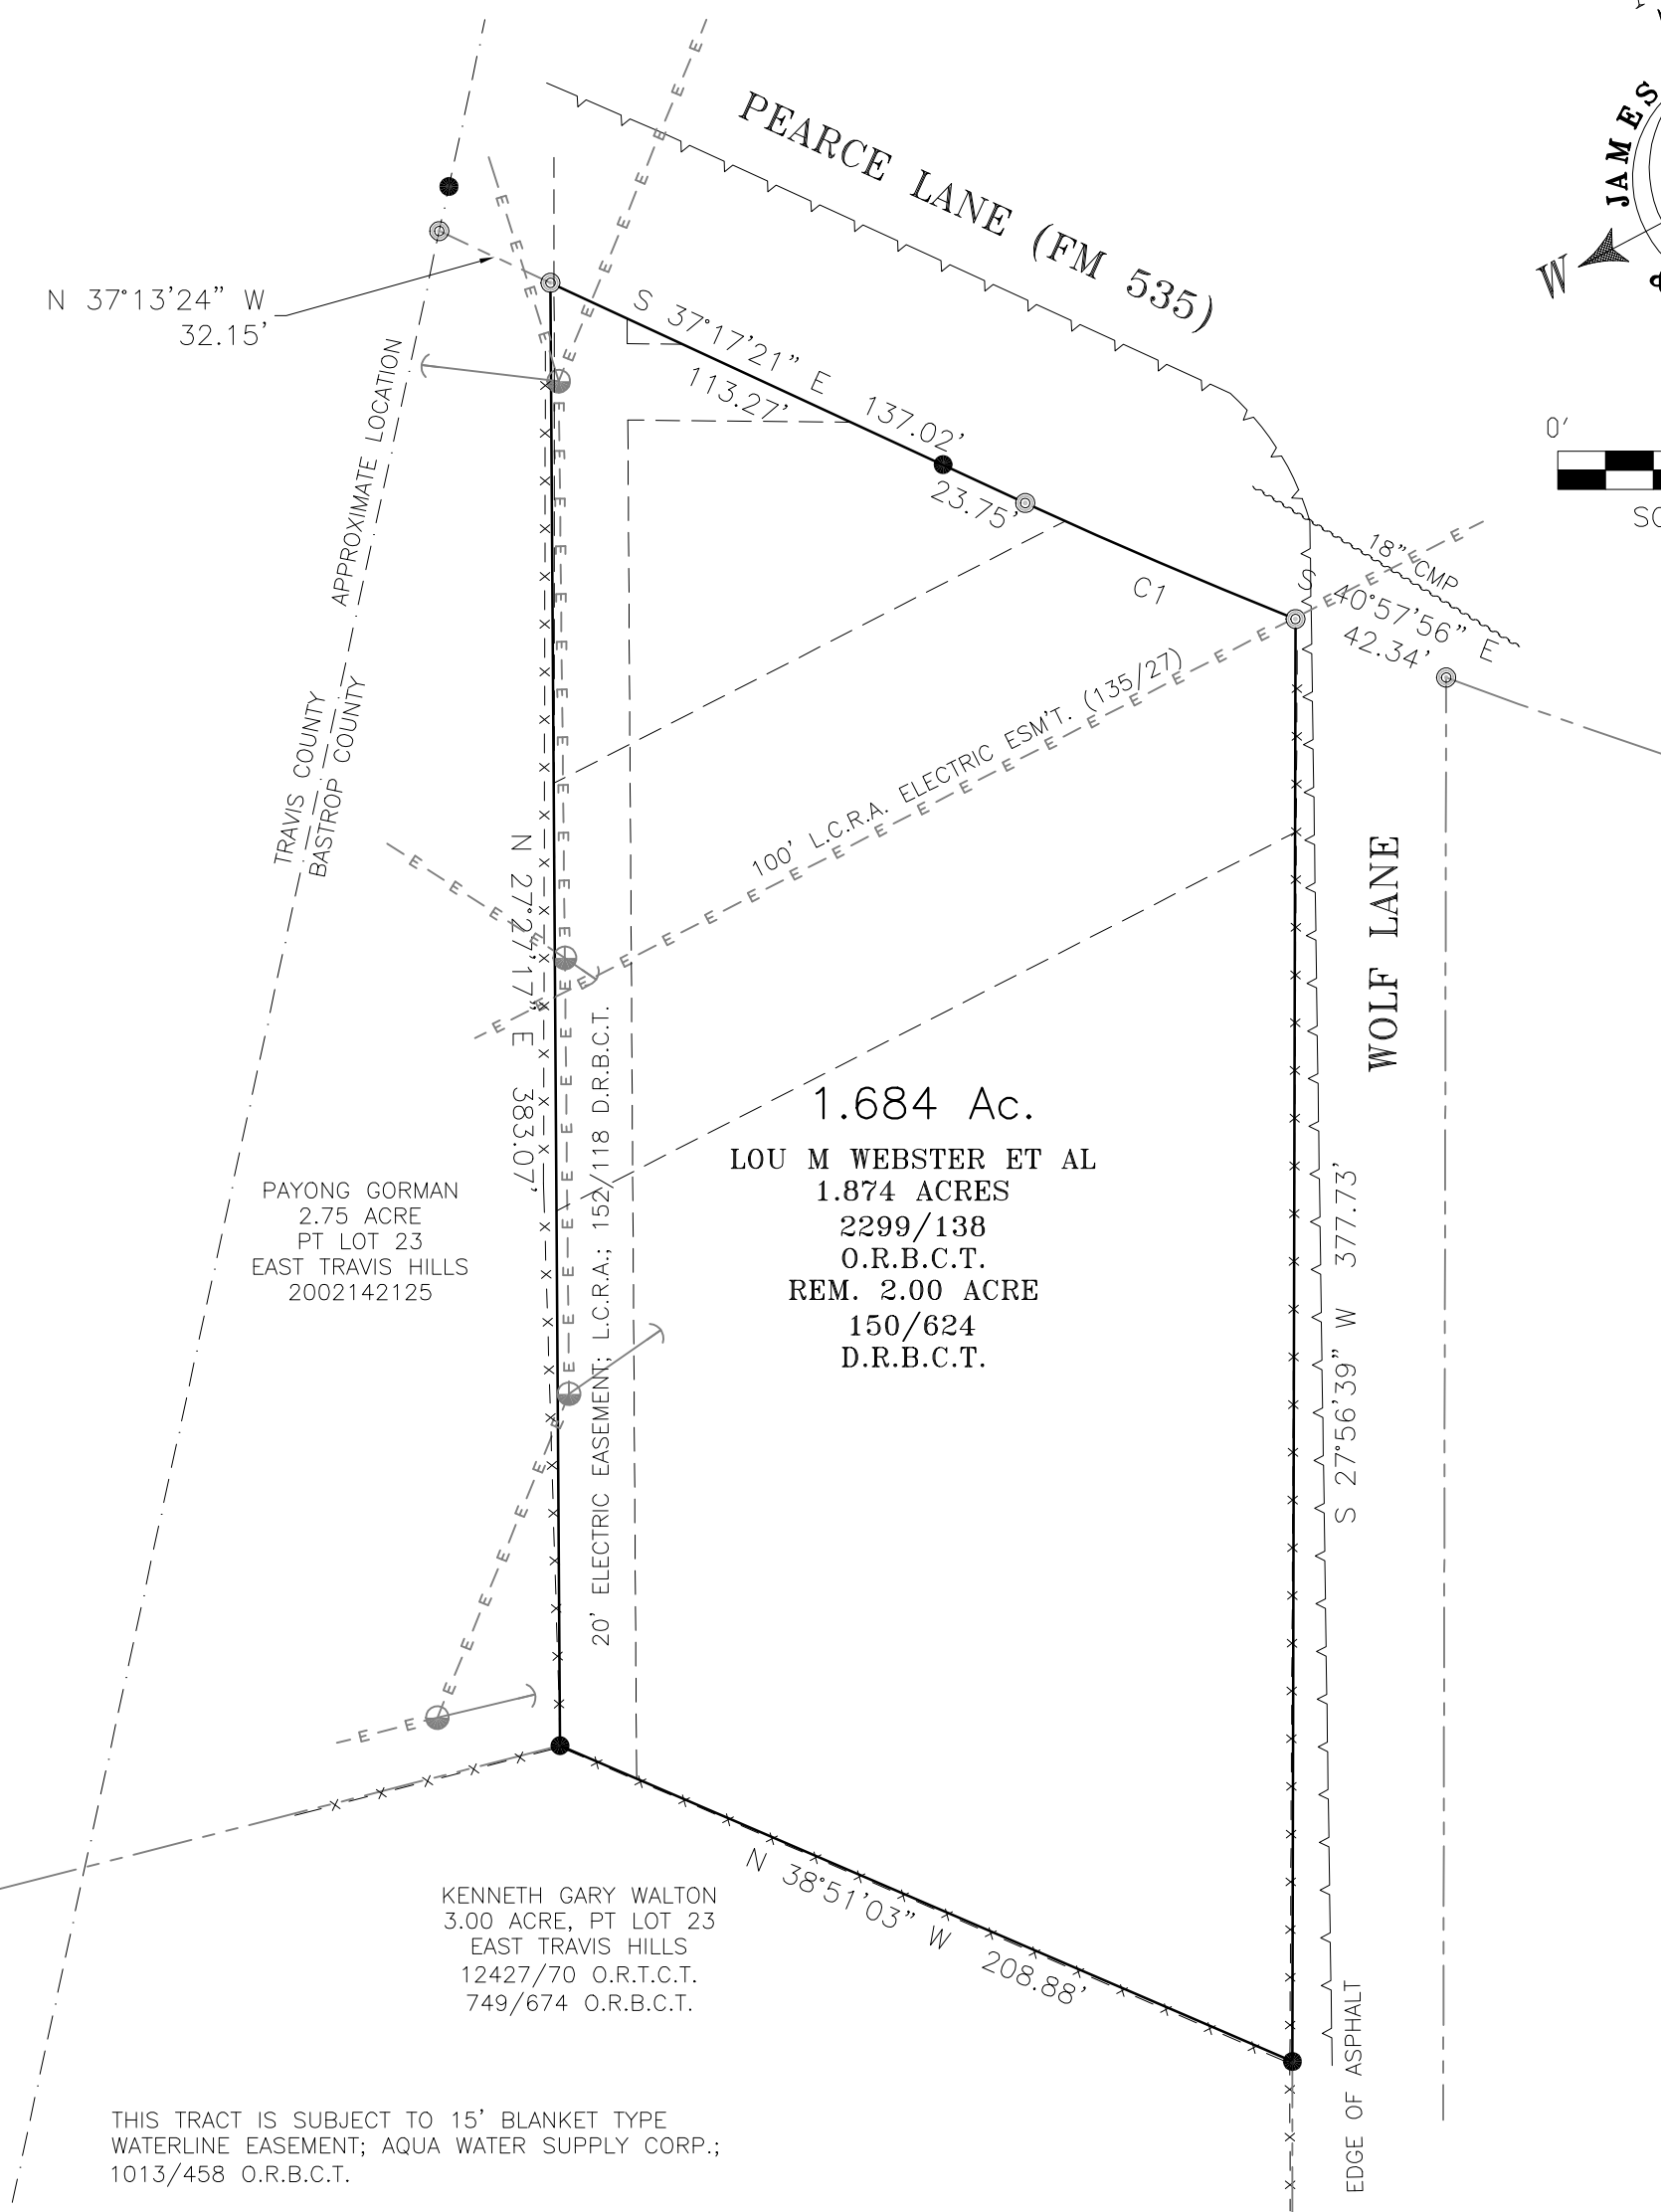 PEARCE LANE (FM 535)
JAMES
W
N 37°13'24" W
32.15'
S 37°17'21" E 137.02'
113.27'
23.75'
0'
C1
18" CMP
S 40°57'56" E
42.34'
APPROXIMATE LOCATION
TRAVIS COUNTY
BASTROP COUNTY
100' L.C.R.A. ELECTRIC ESM'T. (135/27)
N 27°27'17" E 383.07'
20' ELECTRIC EASEMENT; L.C.R.A.; 152/118 D.R.B.C.T.
WOLF LANE
1.684 Ac.
LOU M WEBSTER ET AL
1.874 ACRES
2299/138
O.R.B.C.T.
REM. 2.00 ACRE
150/624
D.R.B.C.T.
PAYONG GORMAN
2.75 ACRE
PT LOT 23
EAST TRAVIS HILLS
2002142125
S 27°56'39" W 377.73'
N 38°51'03" W 208.88'
KENNETH GARY WALTON
3.00 ACRE, PT LOT 23
EAST TRAVIS HILLS
12427/70 O.R.T.C.T.
749/674 O.R.B.C.T.
EDGE OF ASPHALT
THIS TRACT IS SUBJECT TO 15' BLANKET TYPE
WATERLINE EASEMENT; AQUA WATER SUPPLY CORP.;
1013/458 O.R.B.C.T.